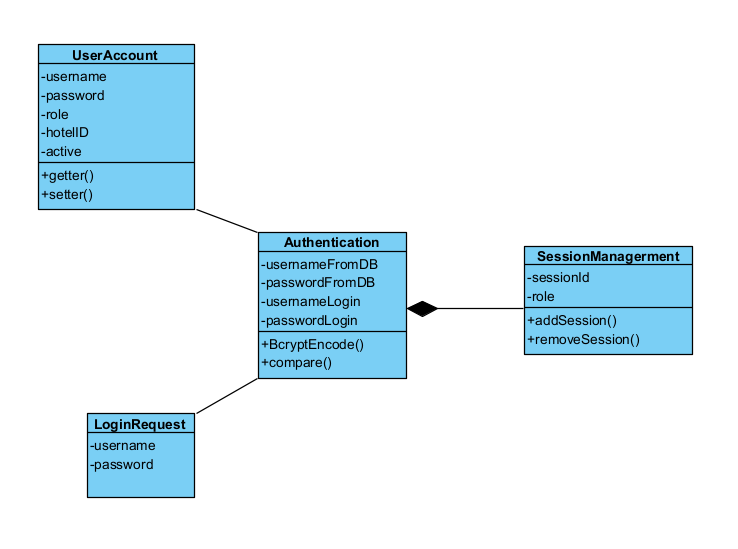 UserAccount
-username
-password
-role
-hotelID
-active
+getter()
+setter()
Authentication
-usernameFromDB
-passwordFromDB
-usernameLogin
-passwordLogin
+BcryptEncode()
+compare()
SessionManagerment
-sessionId
-role
+addSession()
+removeSession()
LoginRequest
-username
-password